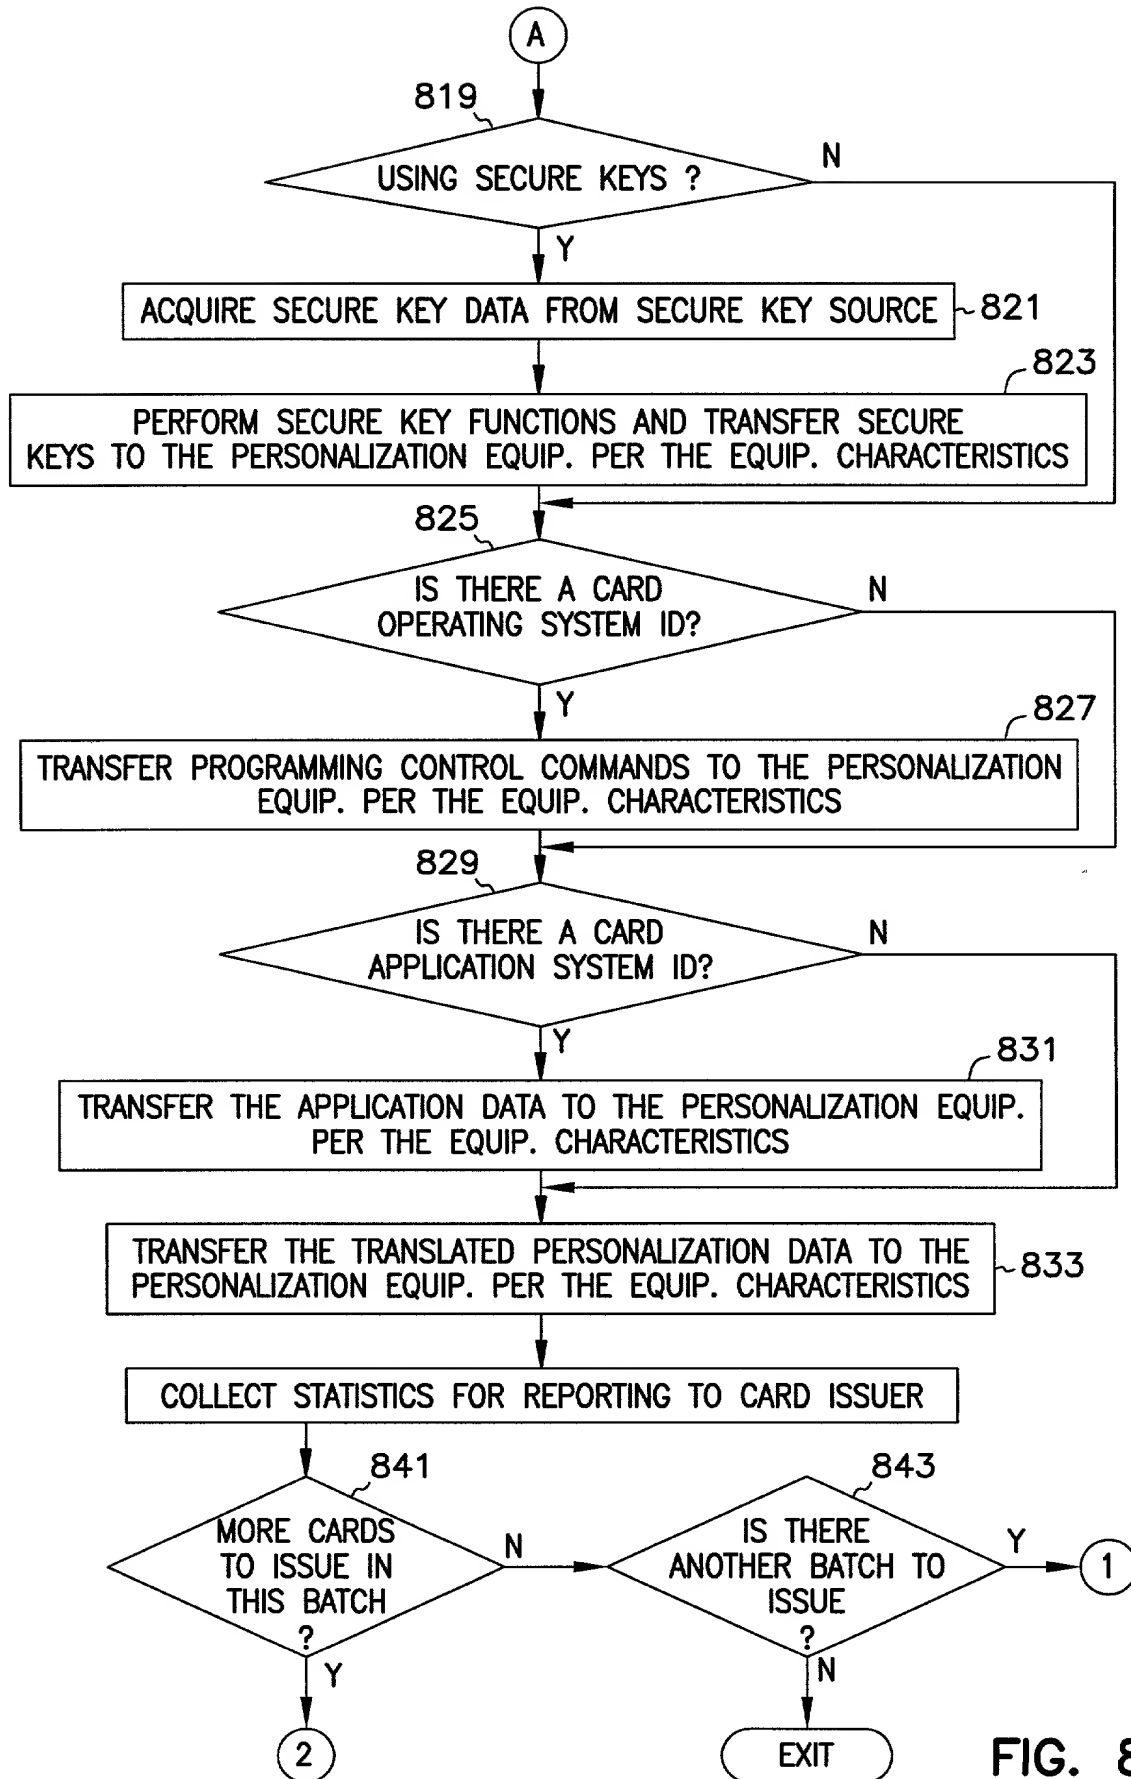 A
819
USING SECURE KEYS ?
N
Y
ACQUIRE SECURE KEY DATA FROM SECURE KEY SOURCE
821
823
PERFORM SECURE KEY FUNCTIONS AND TRANSFER SECURE
KEYS TO THE PERSONALIZATION EQUIP. PER THE EQUIP. CHARACTERISTICS
825
IS THERE A CARD
OPERATING SYSTEM ID?
N
Y
827
TRANSFER PROGRAMMING CONTROL COMMANDS TO THE PERSONALIZATION
EQUIP. PER THE EQUIP. CHARACTERISTICS
829
IS THERE A CARD
APPLICATION SYSTEM ID?
N
Y
831
TRANSFER THE APPLICATION DATA TO THE PERSONALIZATION EQUIP.
PER THE EQUIP. CHARACTERISTICS
TRANSFER THE TRANSLATED PERSONALIZATION DATA TO THE
PERSONALIZATION EQUIP. PER THE EQUIP. CHARACTERISTICS
833
COLLECT STATISTICS FOR REPORTING TO CARD ISSUER
841
MORE CARDS
TO ISSUE IN
THIS BATCH
?
N
Y
2
843
IS THERE
ANOTHER BATCH TO
ISSUE
?
Y
1
N
EXIT
FIG. 8